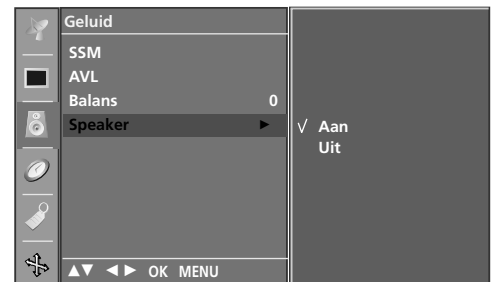 Geluid
SSM
AVL
Balans 0
Speaker ►
√ Aan
Uit
▲▼ ◄► OK MENU